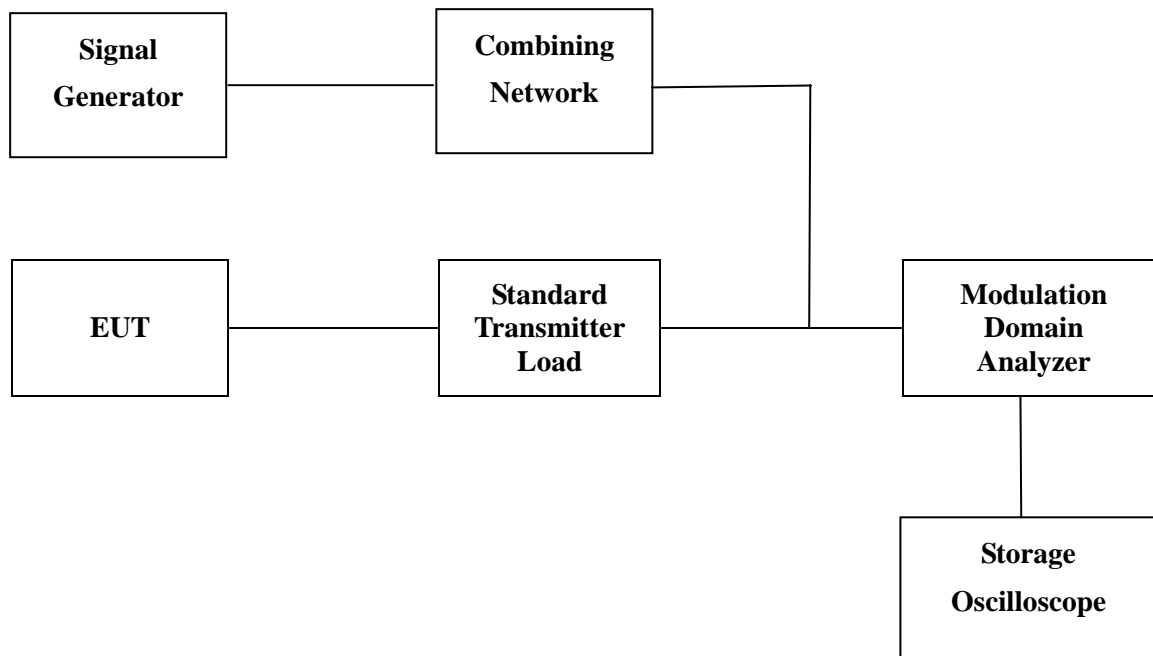 Signal
Generator
Combining
Network
EUT
Standard
Transmitter
Load
Modulation
Domain
Analyzer
Storage
Oscilloscope